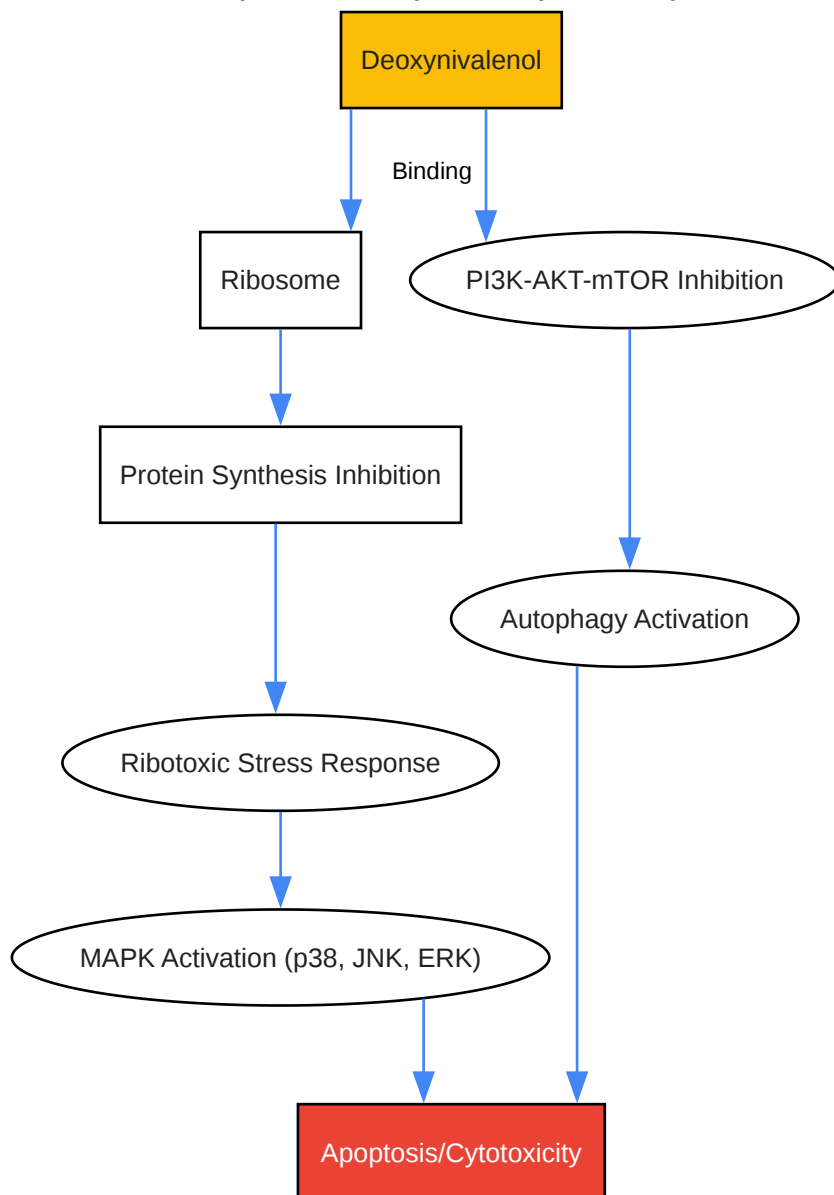 Deoxynivalenol
Binding
Ribosome
PI3K-AKT-mTOR Inhibition
Protein Synthesis Inhibition
Autophagy Activation
Ribotoxic Stress Response
MAPK Activation (p38, JNK, ERK)
Apoptosis/Cytotoxicity